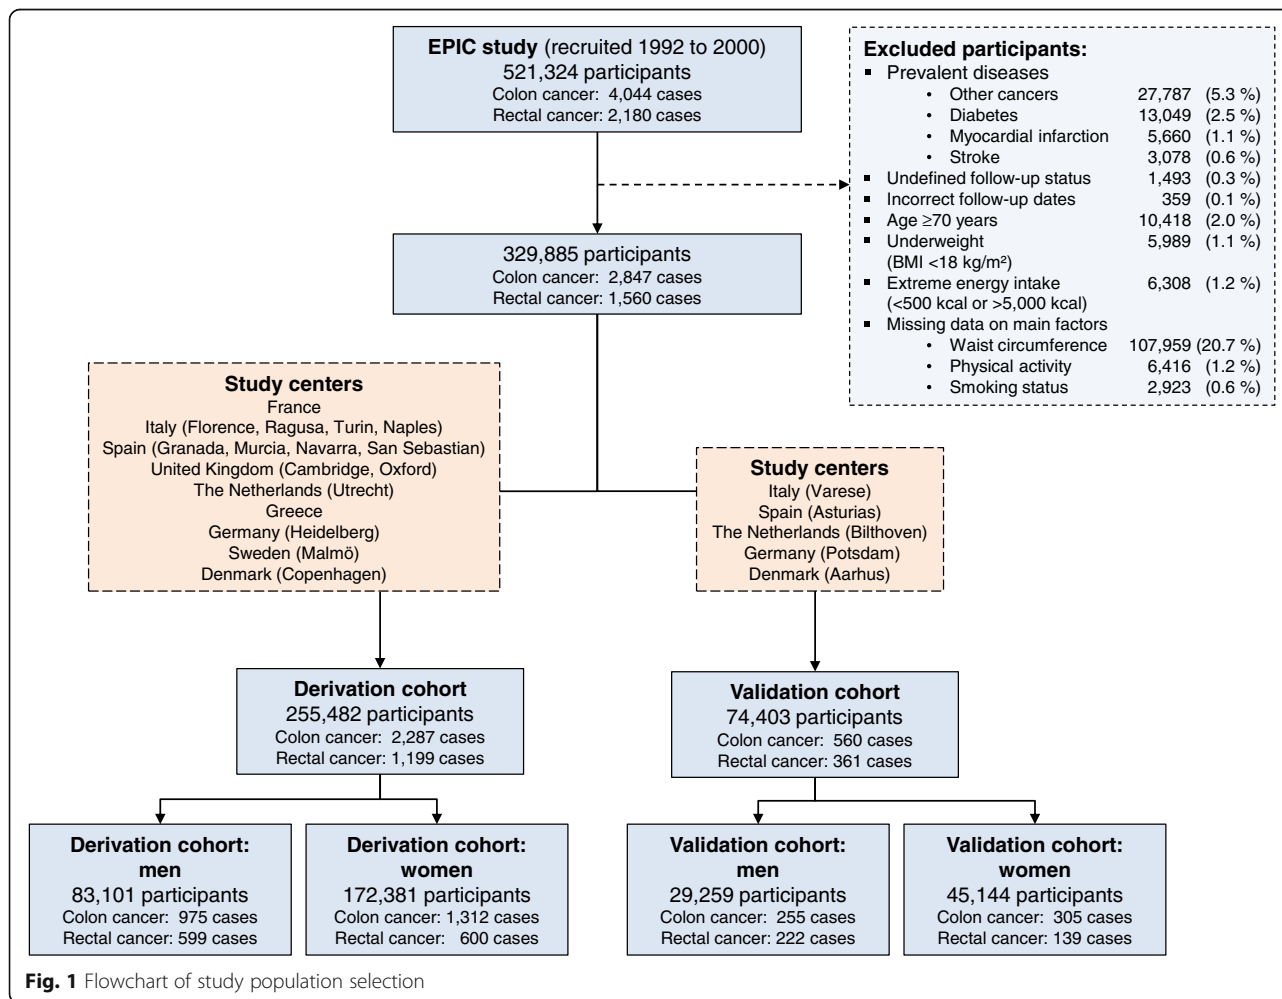 EPIC study (recruited 1992 to 2000)
521,324 participants
Colon cancer: 4,044 cases
Rectal cancer: 2,180 cases
Excluded participants:
▪ Prevalent diseases
• Other cancers 27,787 (5.3 %)
• Diabetes 13,049 (2.5 %)
• Myocardial infarction 5,660 (1.1 %)
• Stroke 3,078 (0.6 %)
▪ Undefined follow-up status 1,493 (0.3 %)
▪ Incorrect follow-up dates 359 (0.1 %)
▪ Age ≥70 years 10,418 (2.0 %)
▪ Underweight 5,989 (1.1 %)
(BMI <18 kg/m²)
▪ Extreme energy intake 6,308 (1.2 %)
(<500 kcal or >5,000 kcal)
▪ Missing data on main factors
• Waist circumference 107,959 (20.7 %)
• Physical activity 6,416 (1.2 %)
• Smoking status 2,923 (0.6 %)
329,885 participants
Colon cancer: 2,847 cases
Rectal cancer: 1,560 cases
Study centers
France
Italy (Florence, Ragusa, Turin, Naples)
Spain (Granada, Murcia, Navarra, San Sebastian)
United Kingdom (Cambridge, Oxford)
The Netherlands (Utrecht)
Greece
Germany (Heidelberg)
Sweden (Malmö)
Denmark (Copenhagen)
Study centers
Italy (Varese)
Spain (Asturias)
The Netherlands (Bilthoven)
Germany (Potsdam)
Denmark (Aarhus)
Derivation cohort
255,482 participants
Colon cancer: 2,287 cases
Rectal cancer: 1,199 cases
Validation cohort
74,403 participants
Colon cancer: 560 cases
Rectal cancer: 361 cases
Derivation cohort:
men
83,101 participants
Colon cancer: 975 cases
Rectal cancer: 599 cases
Derivation cohort:
women
172,381 participants
Colon cancer: 1,312 cases
Rectal cancer: 600 cases
Validation cohort:
men
29,259 participants
Colon cancer: 255 cases
Rectal cancer: 222 cases
Validation cohort:
women
45,144 participants
Colon cancer: 305 cases
Rectal cancer: 139 cases
Fig. 1 Flowchart of study population selection